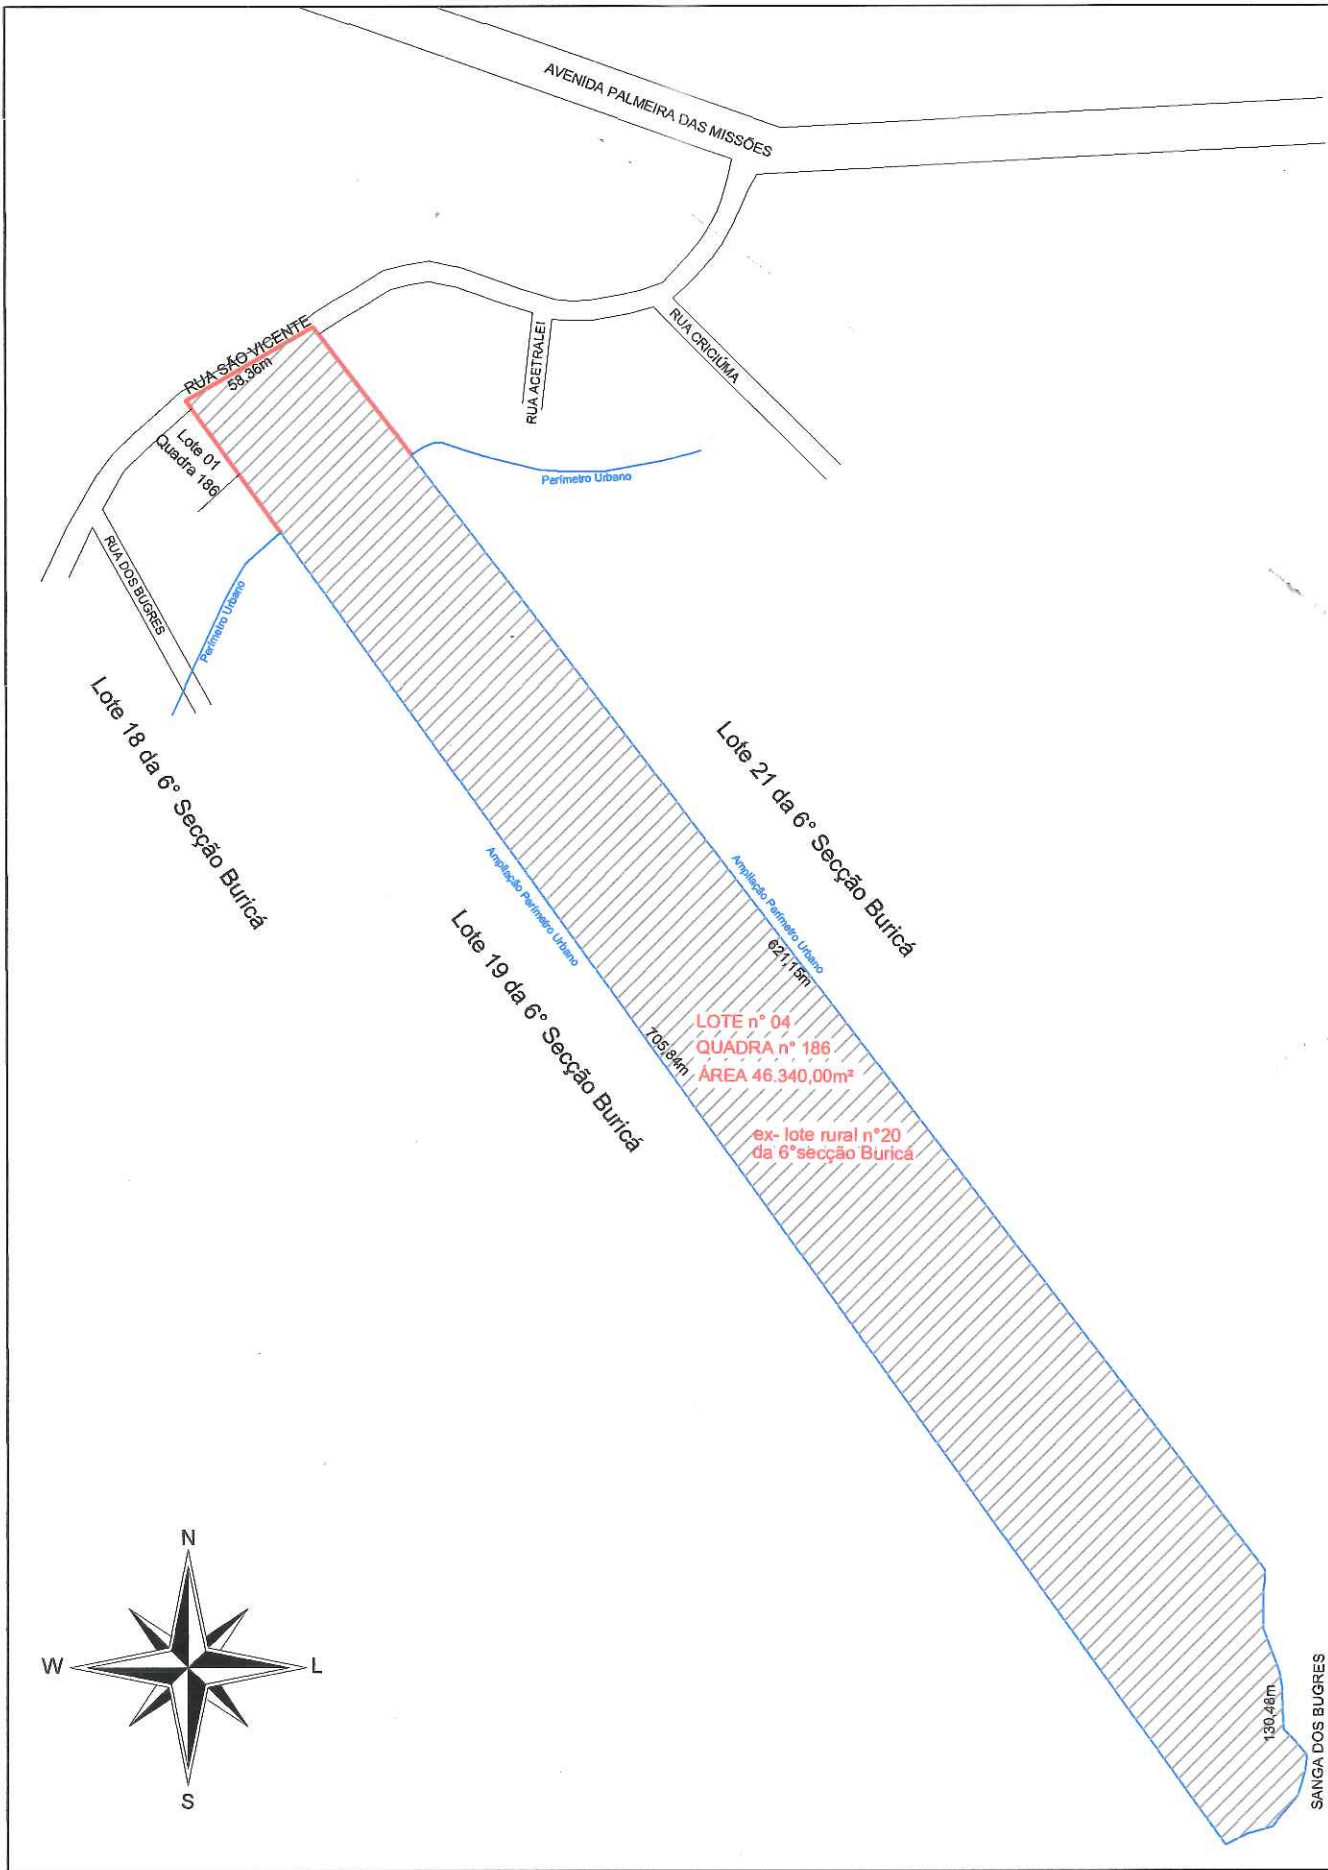 AVENIDA PALMEIRA DAS MISSÕES
RUA SÃO VICENTE
58,36m
RUA ACETRALEI
RUA CRICIÚMA
Lote 01
Quadra 186
Perímetro Urbano
RUA DOS BUGRES
Perímetro Urbano
Lote 18 da 6° Secção Buricá
Lote 21 da 6° Secção Buricá
Ampliação Perímetro Urbano
Ampliação Perímetro Urbano
621,15m
Lote 19 da 6° Secção Buricá
705,84m
LOTE n° 04
QUADRA n° 186
ÁREA 46.340,00m²
ex- lote rural n°20
da 6°secção Buricá
N
W
L
S
130,48m
SANGA DOS BUGRES